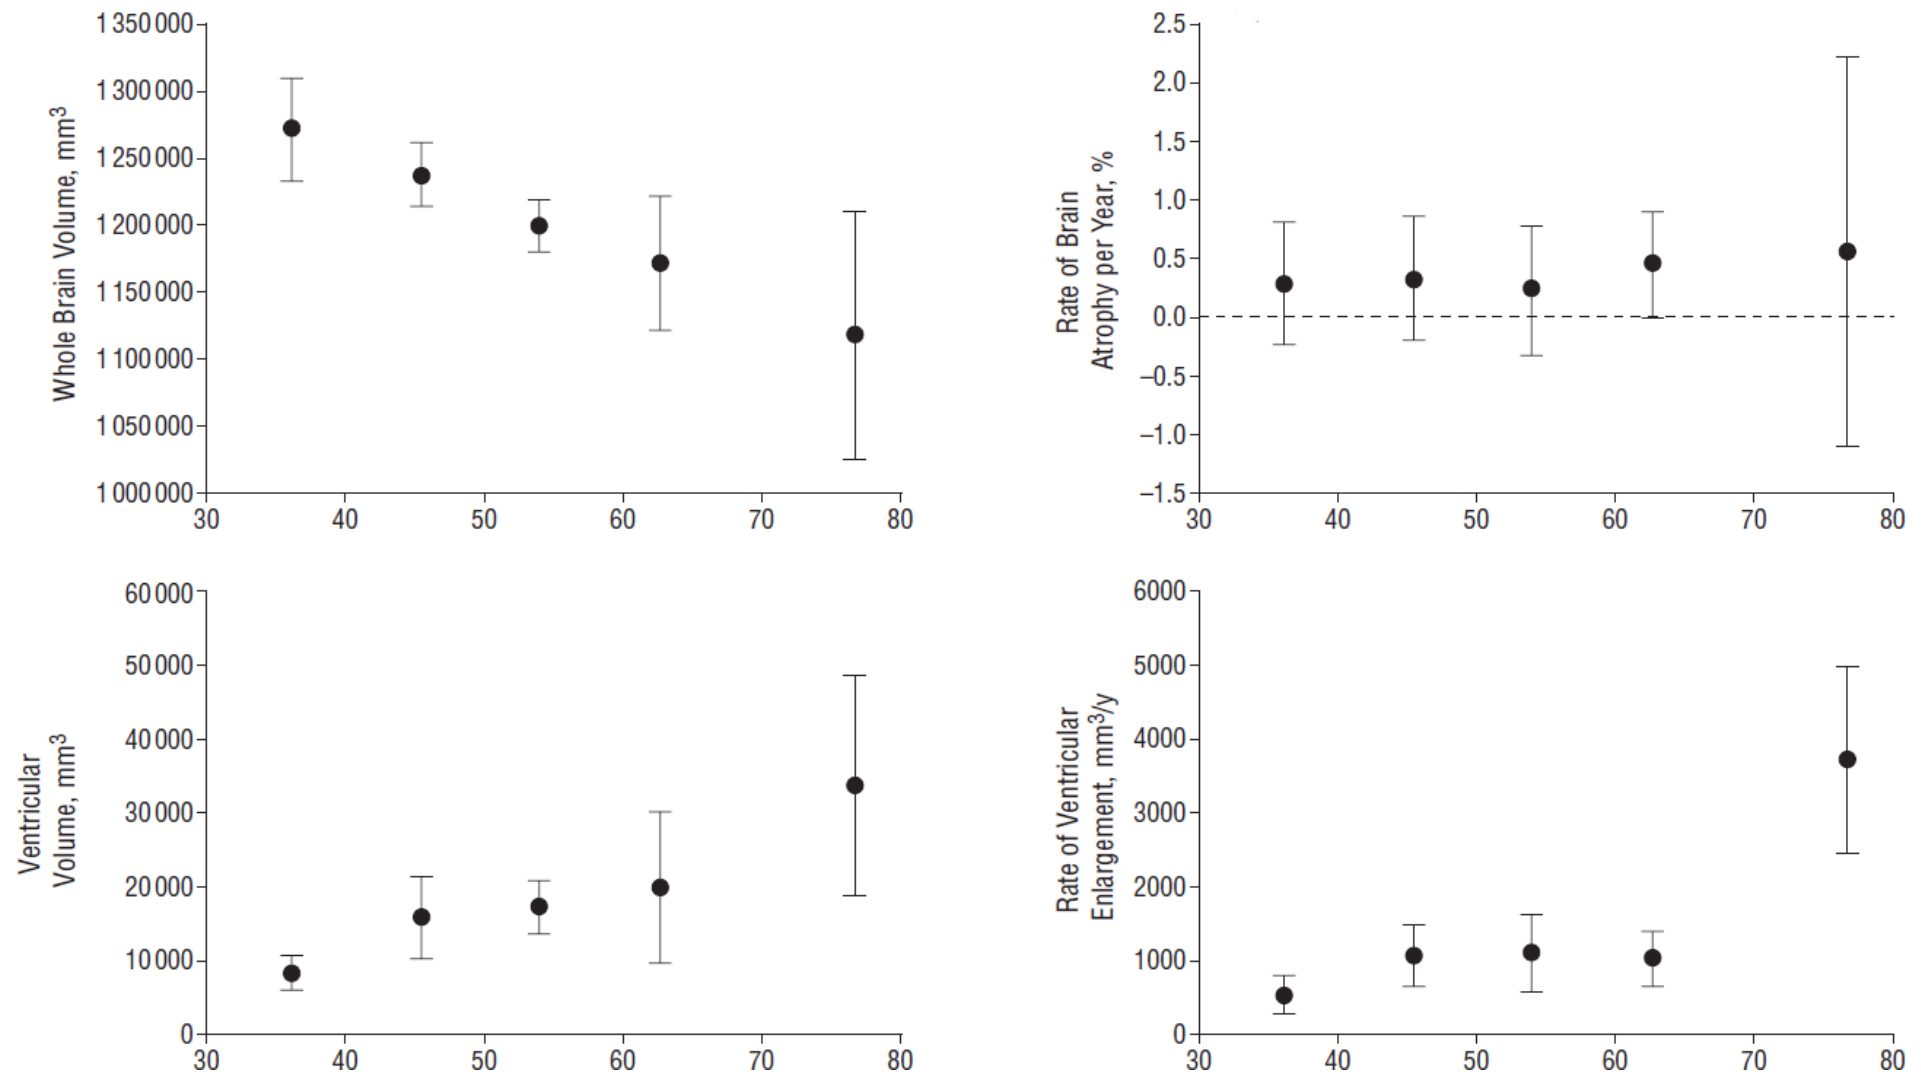 1 350 000
1 300 000
1 250 000
1 200 000
1 150 000
1 100 000
1 050 000
1 000 000
Whole Brain Volume, mm³
30 40 50 60 70 80
2.5
2.0
1.5
1.0
0.5
0.0
–0.5
–1.0
–1.5
Rate of Brain
Atrophy per Year, %
30 40 50 60 70 80
60 000
50 000
40 000
30 000
20 000
10 000
0
Ventricular
Volume, mm³
30 40 50 60 70 80
6000
5000
4000
3000
2000
1000
0
Rate of Ventricular
Enlargement, mm³/y
30 40 50 60 70 80